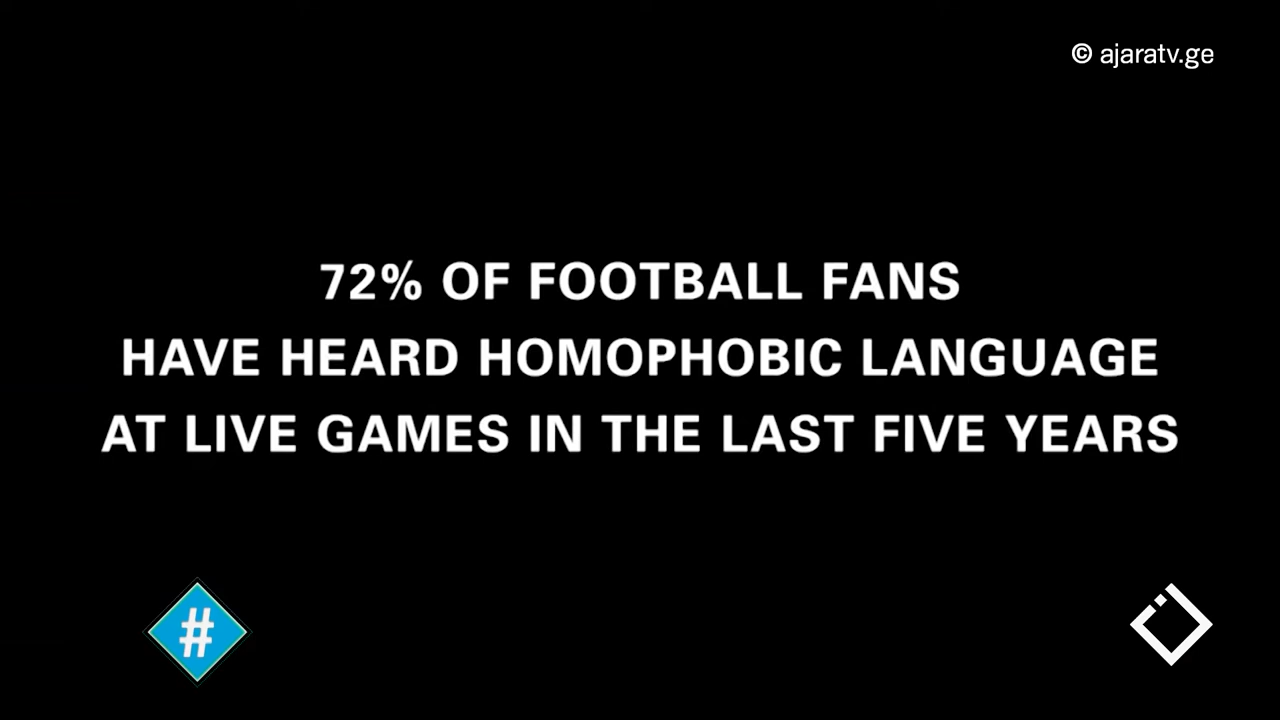 © ajaratv.ge
72% OF FOOTBALL FANS
HAVE HEARD HOMOPHOBIC LANGUAGE
AT LIVE GAMES IN THE LAST FIVE YEARS
#